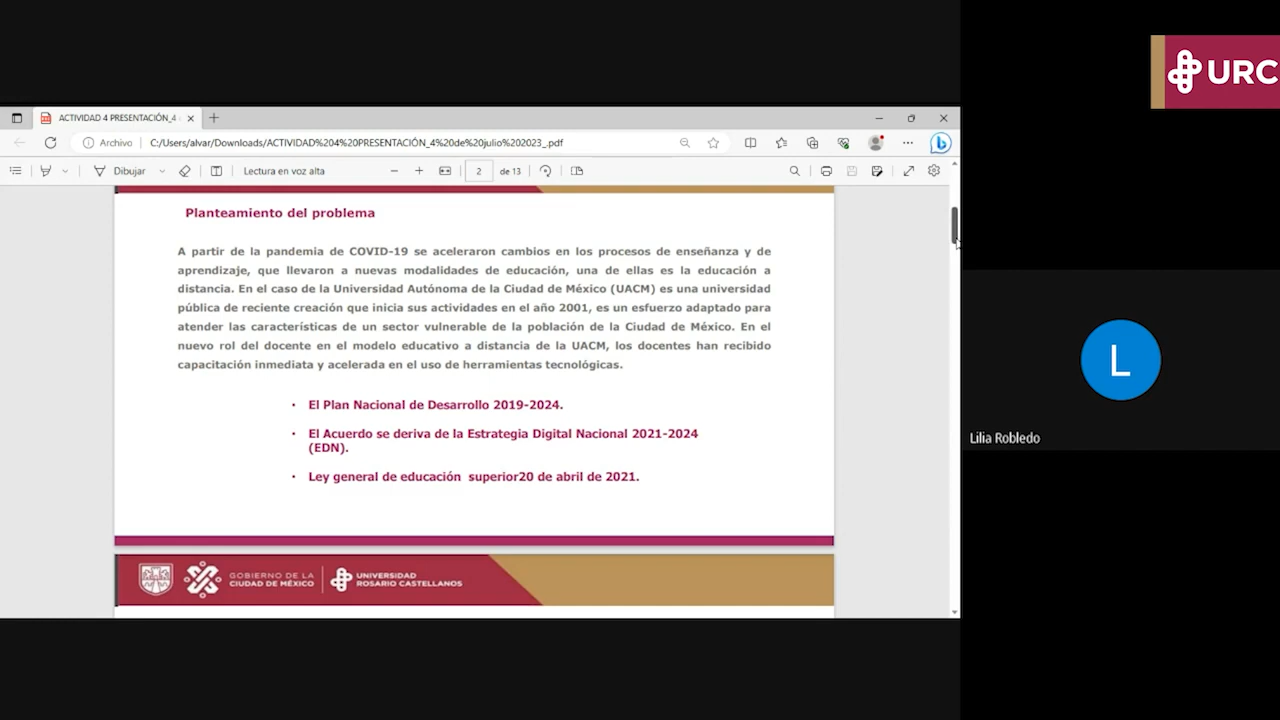 URC
ACTIVIDAD 4 PRESENTACIÓN_4
Archivo
C:/Users/alvar/Downloads/ACTIVIDAD%204%20PRESENTACIÓN_4%20de%20julio%202023_.pdf
Dibujar
Lectura en voz alta
2
de 13
Planteamiento del problema
A partir de la pandemia de COVID-19 se aceleraron cambios en los procesos de enseñanza y de
aprendizaje, que llevaron a nuevas modalidades de educación, una de ellas es la educación a
distancia. En el caso de la Universidad Autónoma de la Ciudad de México (UACM) es una universidad
pública de reciente creación que inicia sus actividades en el año 2001, es un esfuerzo adaptado para
atender las características de un sector vulnerable de la población de la Ciudad de México. En el
nuevo rol del docente en el modelo educativo a distancia de la UACM, los docentes han recibido
capacitación inmediata y acelerada en el uso de herramientas tecnológicas.
· El Plan Nacional de Desarrollo 2019-2024.
· El Acuerdo se deriva de la Estrategia Digital Nacional 2021-2024
(EDN).
· Ley general de educación superior20 de abril de 2021.
GOBIERNO DE LA
CIUDAD DE MÉXICO
UNIVERSIDAD
ROSARIO CASTELLANOS
L
Lilia Robledo